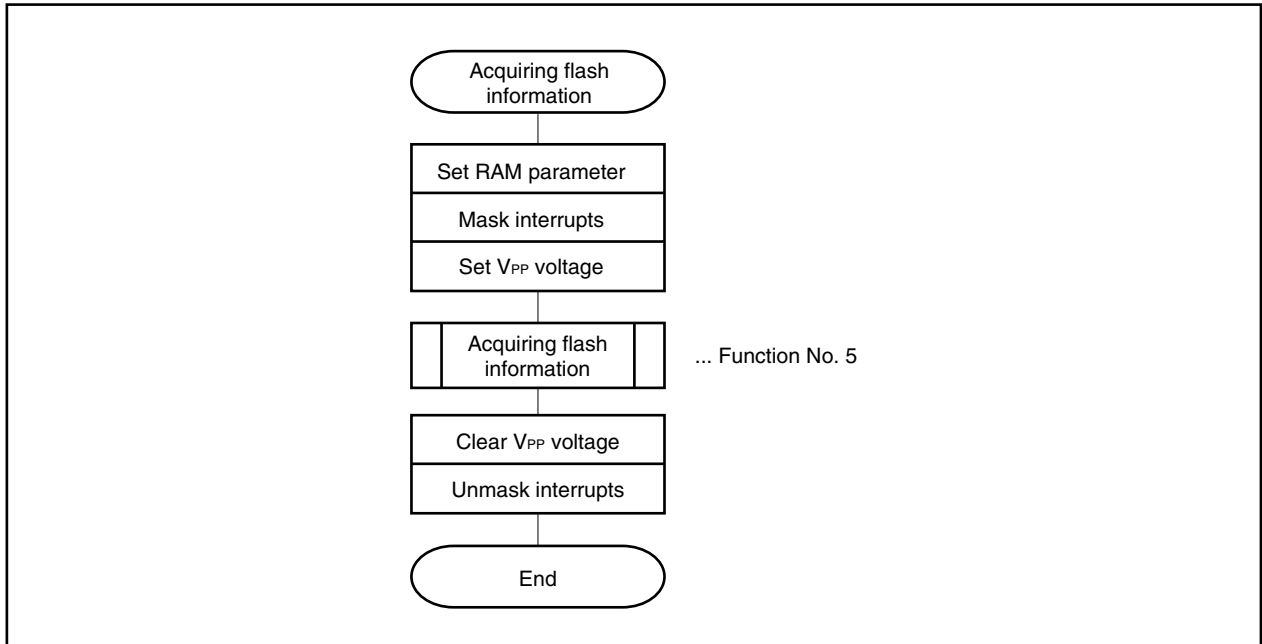 Acquiring flash
information
Set RAM parameter
Mask interrupts
Set VPP voltage
Acquiring flash
information
... Function No. 5
Clear VPP voltage
Unmask interrupts
End